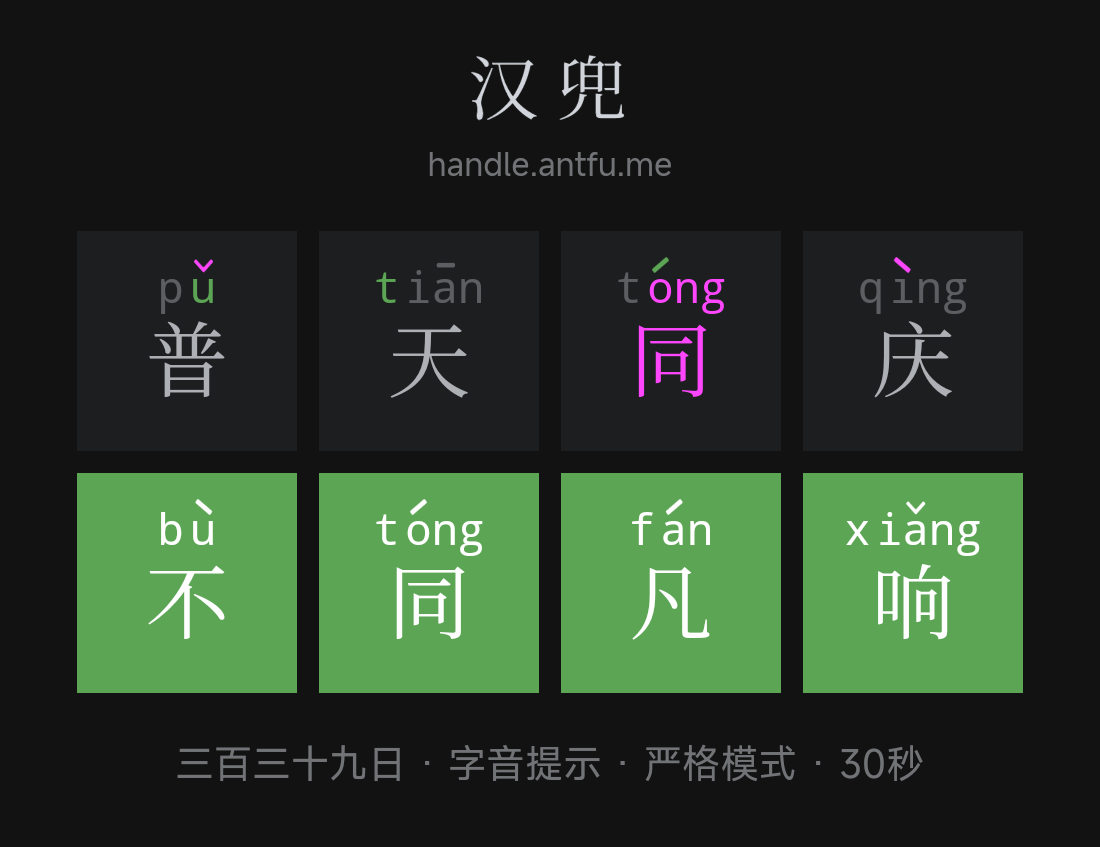 汉兜
handle.antfu.me
pǔ tiān tóng qìng
普 天 同 庆
bù tóng fán xiǎng
不 同 凡 响
三百三十九日 · 字音提示 · 严格模式 · 30秒